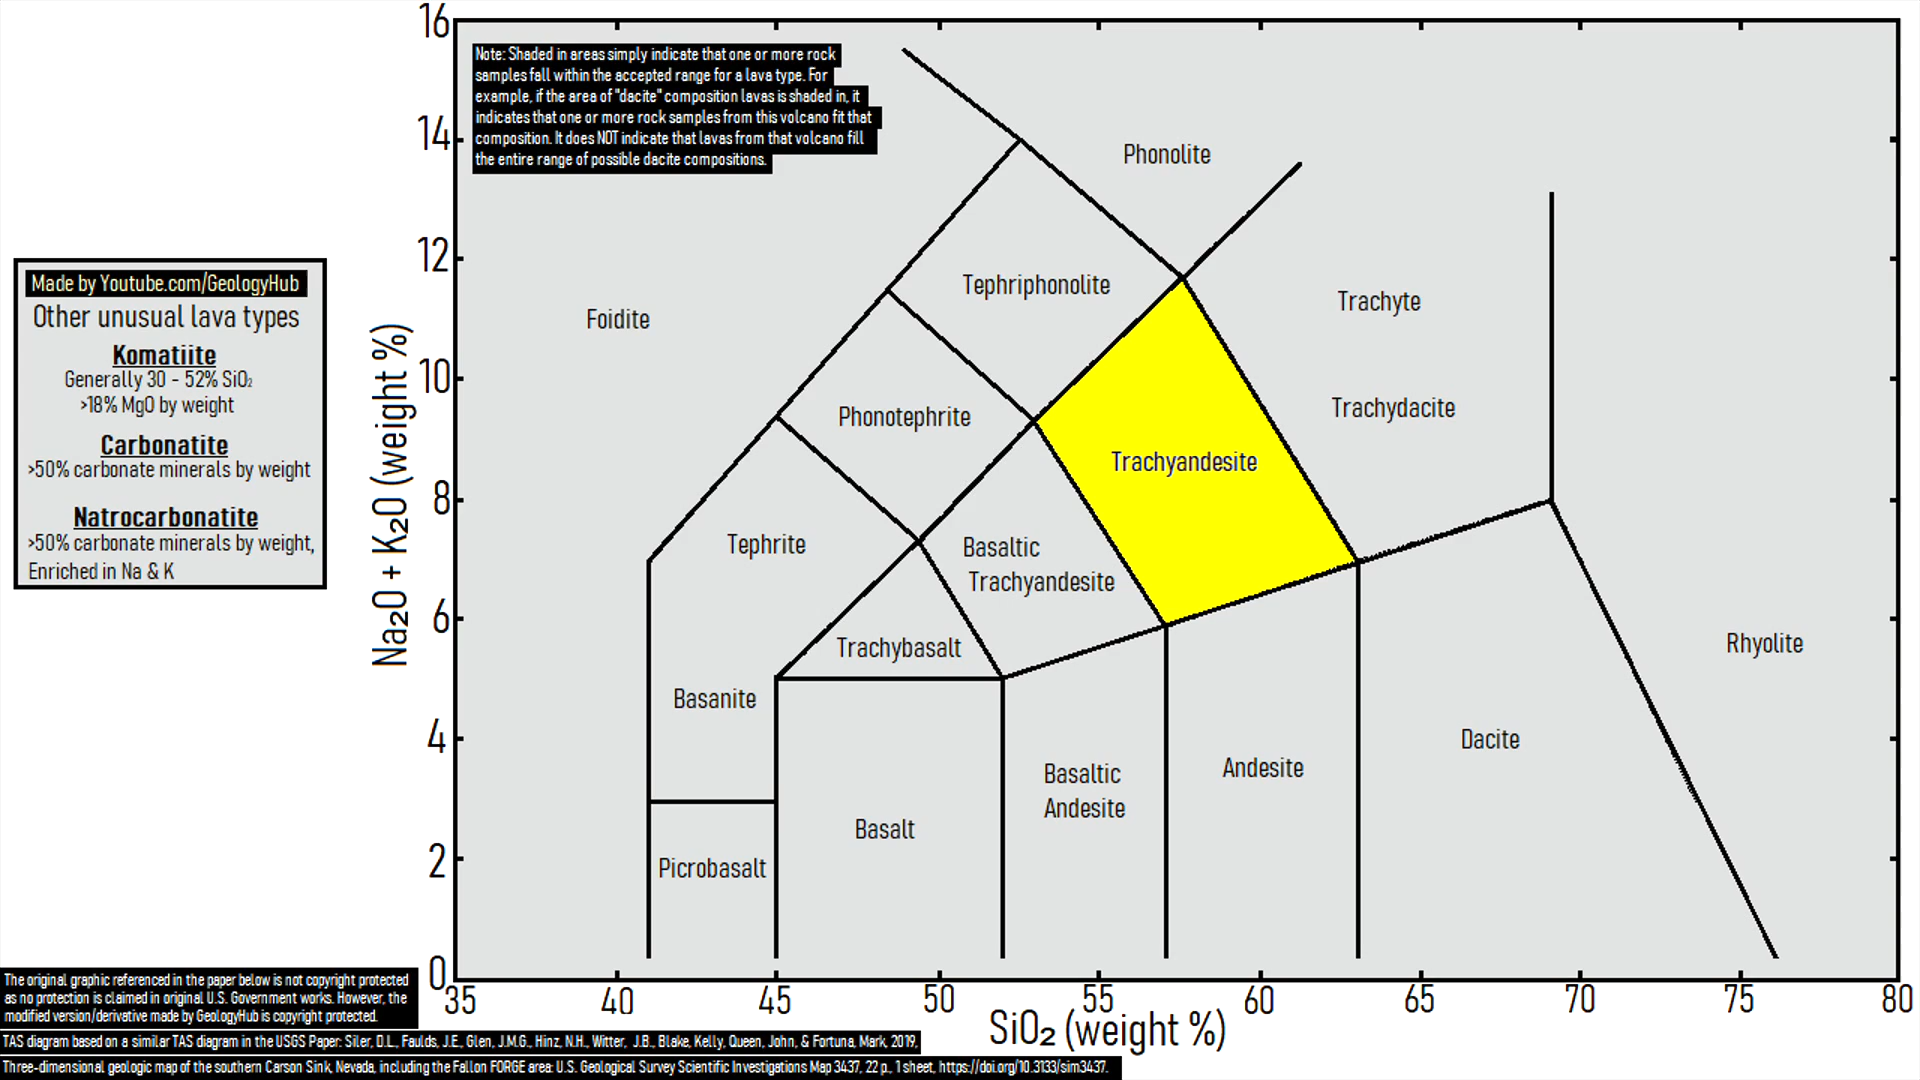 Note: Shaded in areas simply indicate that one or more rock
samples fall within the accepted range for a lava type. For
example, if the area of "dacite" composition lavas is shaded in, it
indicates that one or more rock samples from this volcano fit that
composition. It does NOT indicate that lavas from that volcano fill
the entire range of possible dacite compositions.
Made by Youtube.com/GeologyHub
Other unusual lava types
Komatiite
Generally 30 - 52% SiO₂
>18% MgO by weight
Carbonatite
>50% carbonate minerals by weight
Natrocarbonatite
>50% carbonate minerals by weight,
Enriched in Na & K
Na₂O + K₂O (weight %)
16
14
12
10
8
6
4
2
0
Phonolite
Tephriphonolite
Foidite
Trachyte
Phonotephrite
Trachydacite
Trachyandesite
Tephrite
Basaltic
Trachyandesite
Trachybasalt
Rhyolite
Basanite
Dacite
Basaltic
Andesite
Andesite
Basalt
Picrobasalt
35 40 45 50 55 60 65 70 75 80
SiO₂ (weight %)
The original graphic referenced in the paper below is not copyright protected
as no protection is claimed in original U.S. Government works. However, the
modified version/derivative made by GeologyHub is copyright protected.
TAS diagram based on a similar TAS diagram in the USGS Paper: Siler, D.L., Faulds, J.E., Glen, J.M.G., Hinz, N.H., Witter, J.B., Blake, Kelly, Queen, John, & Fortuna, Mark, 2019,
Three-dimensional geologic map of the southern Carson Sink, Nevada, including the Fallon FORGE area: U.S. Geological Survey Scientific Investigations Map 3437, 22 p., 1 sheet, https://doi.org/10.3133/sim3437.